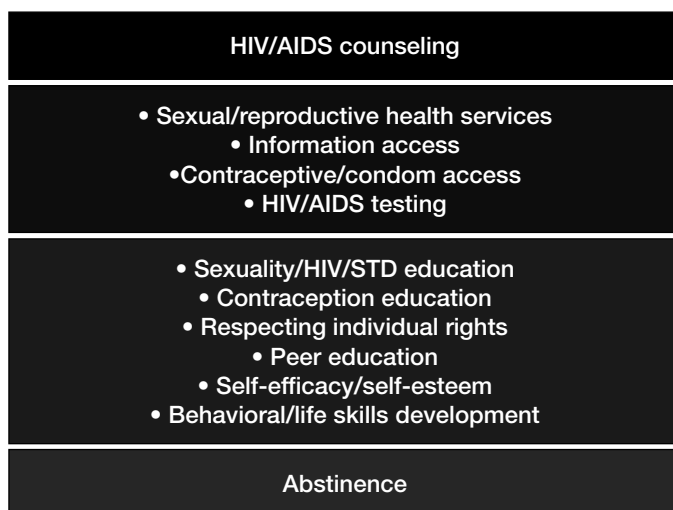 HIV/AIDS counseling
• Sexual/reproductive health services
• Information access
•Contraceptive/condom access
• HIV/AIDS testing
• Sexuality/HIV/STD education
• Contraception education
• Respecting individual rights
• Peer education
• Self-efficacy/self-esteem
• Behavioral/life skills development
Abstinence